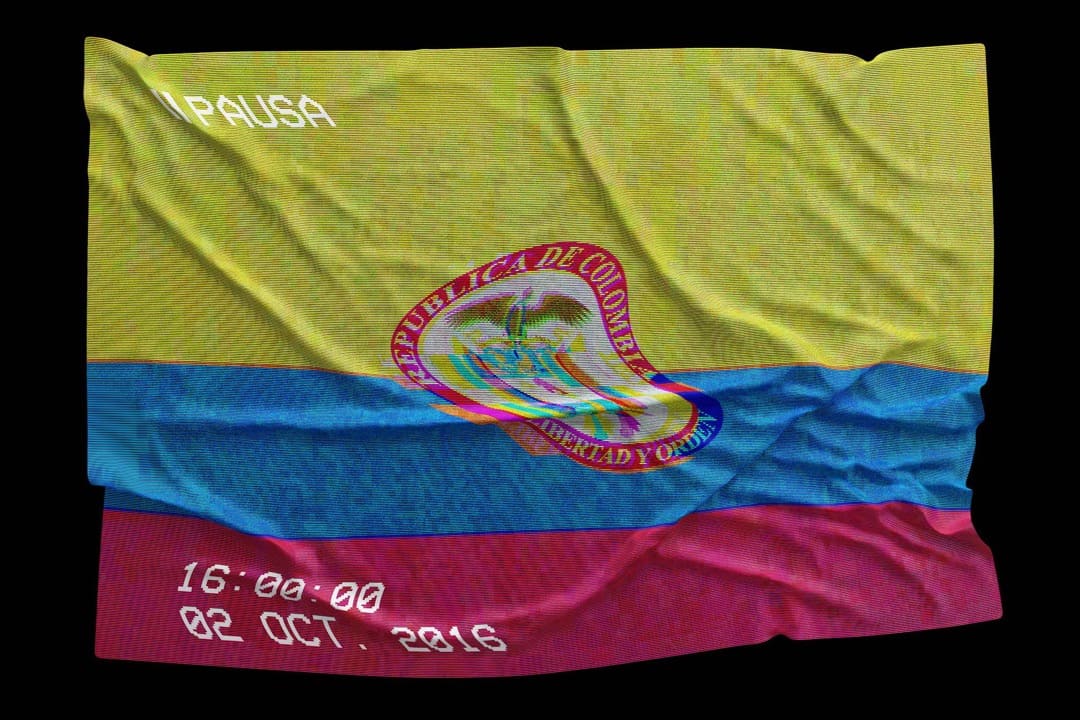 PAUSA
REPUBLICA DE COLOMBIA
LIBERTAD Y ORDEN
16:00:00
02 OCT. 2016